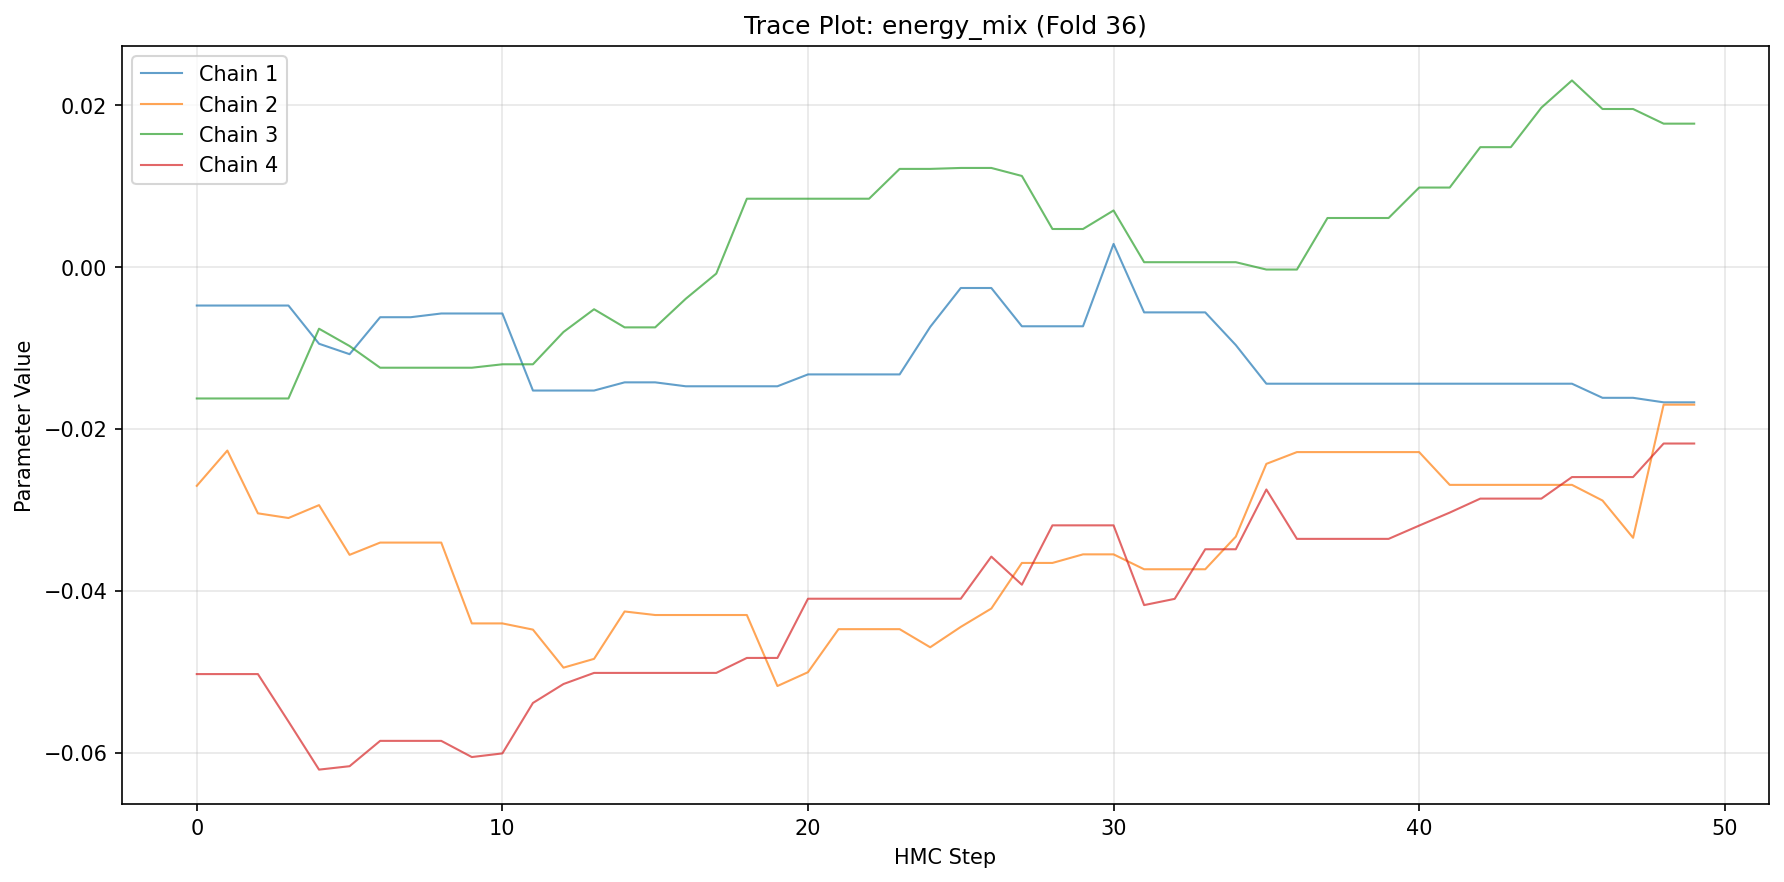 Trace Plot: energy_mix (Fold 36)
Chain 1
Chain 2
Chain 3
Chain 4
0.02
0.00
−0.02
−0.04
−0.06
Parameter Value
0 10 20 30 40 50
HMC Step